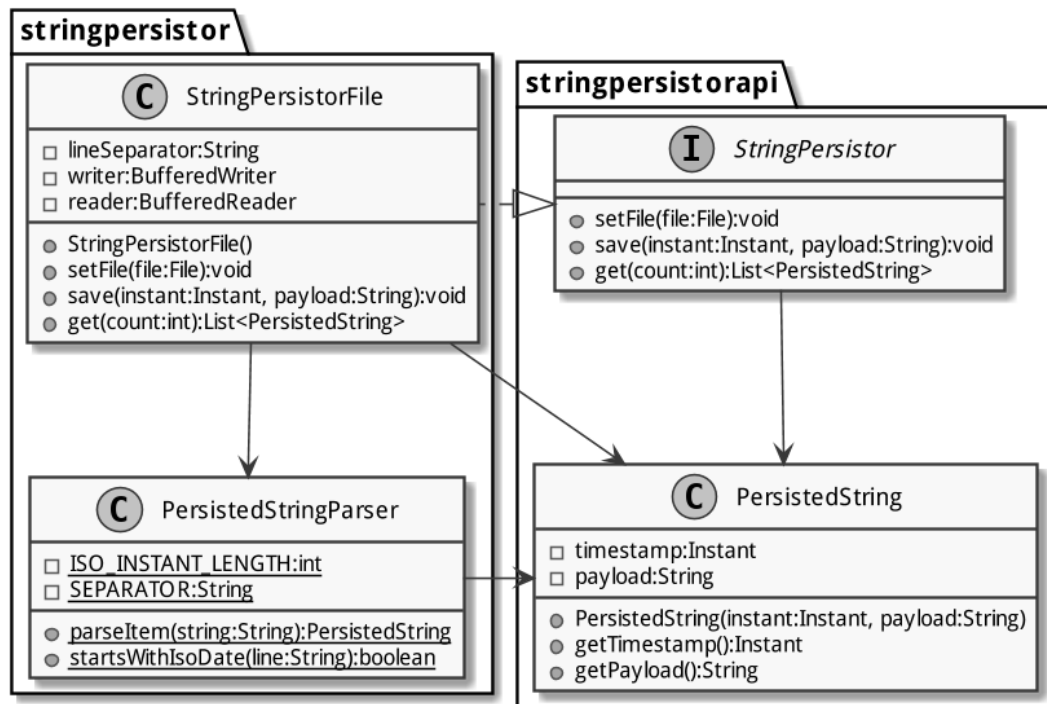 stringpersistor
C StringPersistorFile
lineSeparator:String
writer:BufferedWriter
reader:BufferedReader
StringPersistorFile()
setFile(file:File):void
save(instant:Instant, payload:String):void
get(count:int):List<PersistedString>
C PersistedStringParser
ISO_INSTANT_LENGTH:int
SEPARATOR:String
parseItem(string:String):PersistedString
startsWithIsoDate(line:String):boolean
stringpersistorapi
I StringPersistor
setFile(file:File):void
save(instant:Instant, payload:String):void
get(count:int):List<PersistedString>
C PersistedString
timestamp:Instant
payload:String
PersistedString(instant:Instant, payload:String)
getTimestamp():Instant
getPayload():String